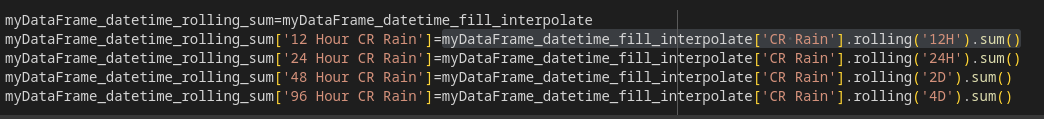 myDataFrame_datetime_rolling_sum=myDataFrame_datetime_fill_interpolate
myDataFrame_datetime_rolling_sum['12 Hour CR Rain']=myDataFrame_datetime_fill_interpolate['CR Rain'].rolling('12H').sum()
myDataFrame_datetime_rolling_sum['24 Hour CR Rain']=myDataFrame_datetime_fill_interpolate['CR Rain'].rolling('24H').sum()
myDataFrame_datetime_rolling_sum['48 Hour CR Rain']=myDataFrame_datetime_fill_interpolate['CR Rain'].rolling('2D').sum()
myDataFrame_datetime_rolling_sum['96 Hour CR Rain']=myDataFrame_datetime_fill_interpolate['CR Rain'].rolling('4D').sum()